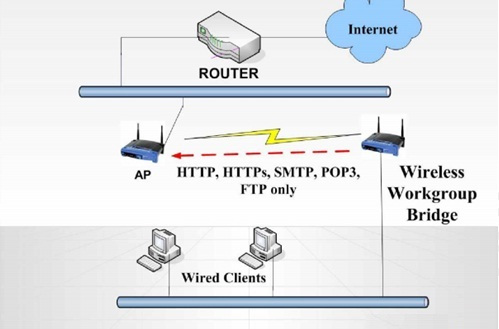 Internet
ROUTER
AP
HTTP, HTTPs, SMTP, POP3,
FTP only
Wireless
Workgroup
Bridge
Wired Clients